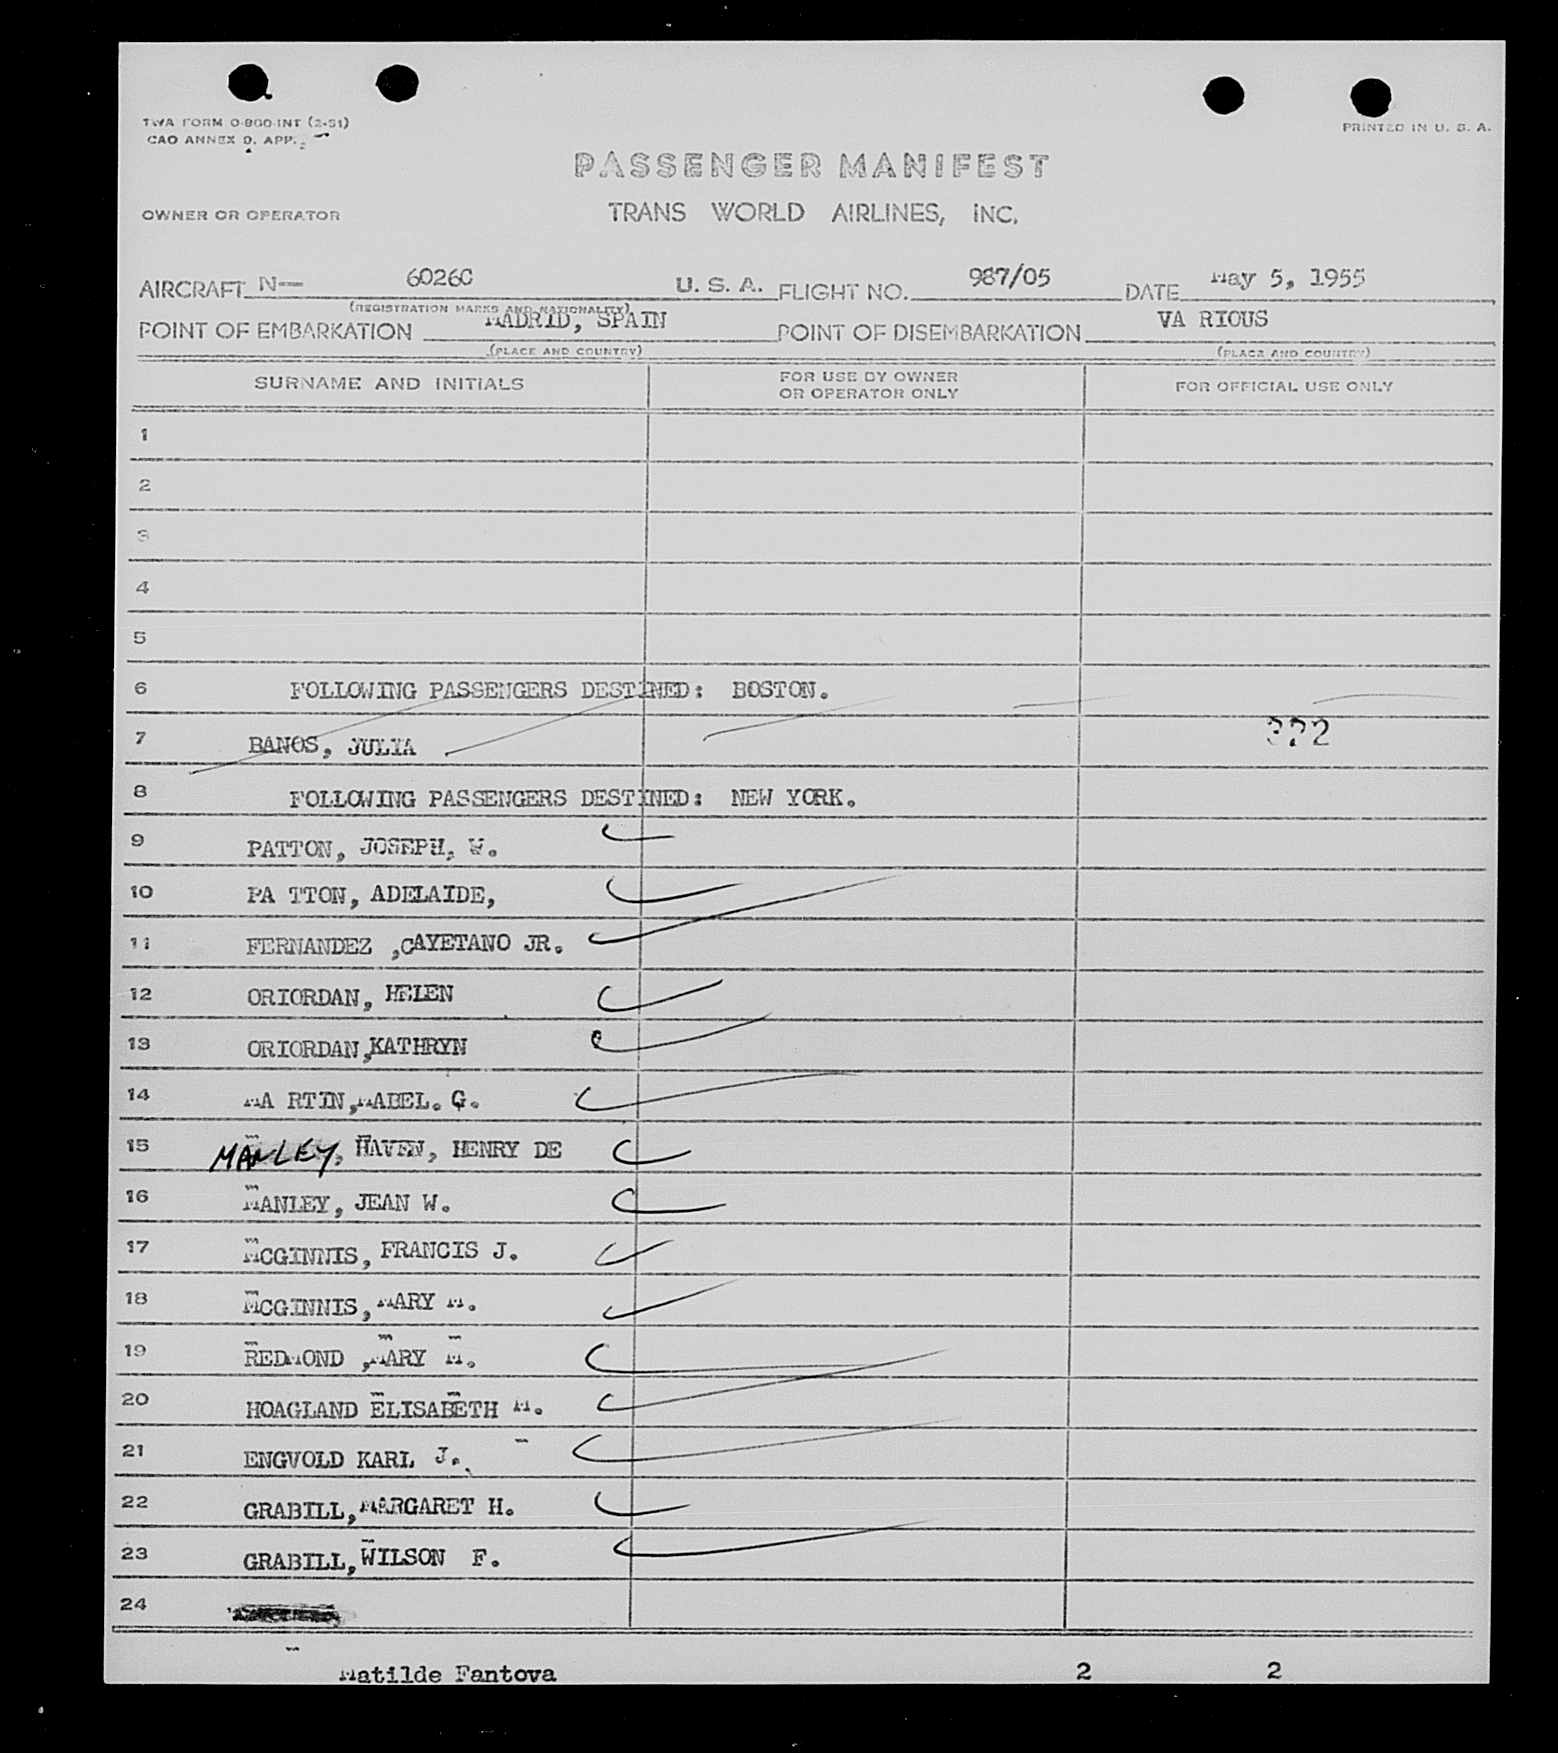 TWA FORM O-800-INT (2-51)
CAO ANNEX 9, APP.
PRINTED IN U. S. A.
PASSENGER MANIFEST
OWNER OR OPERATOR TRANS WORLD AIRLINES, INC.
AIRCRAFT N— 6026C U. S. A. FLIGHT NO. 987/05 DATE May 5, 1955
(REGISTRATION MARKS AND NATIONALITY)
POINT OF EMBARKATION MADRID, SPAIN POINT OF DISEMBARKATION VA RIOUS
(PLACE AND COUNTRY) (PLACE AND COUNTRY)
SURNAME AND INITIALS FOR USE BY OWNER OR OPERATOR ONLY FOR OFFICIAL USE ONLY
1
2
3
4
5
6 FOLLOWING PASSENGERS DESTINED: BOSTON.
7 BANOS, JULIA 322
8 FOLLOWING PASSENGERS DESTINED: NEW YORK.
9 PATTON, JOSEPH, W.
10 PA TTON, ADELAIDE,
11 FERNANDEZ ,CAYETANO JR.
12 ORIORDAN, HELEN
13 ORIORDAN,KATHRYN
14 MA RTIN,MABEL. G.
15 MANLEY, HAVEN, HENRY DE
16 MANLEY, JEAN W.
17 MCGINNIS, FRANCIS J.
18 MCGINNIS, MARY M.
19 REDMOND ,MARY M.
20 HOAGLAND ELISABETH M.
21 ENGVOLD KARL J.
22 GRABILL,MARGARET H.
23 GRABILL,WILSON F.
24
Matilde Fantova 2 2